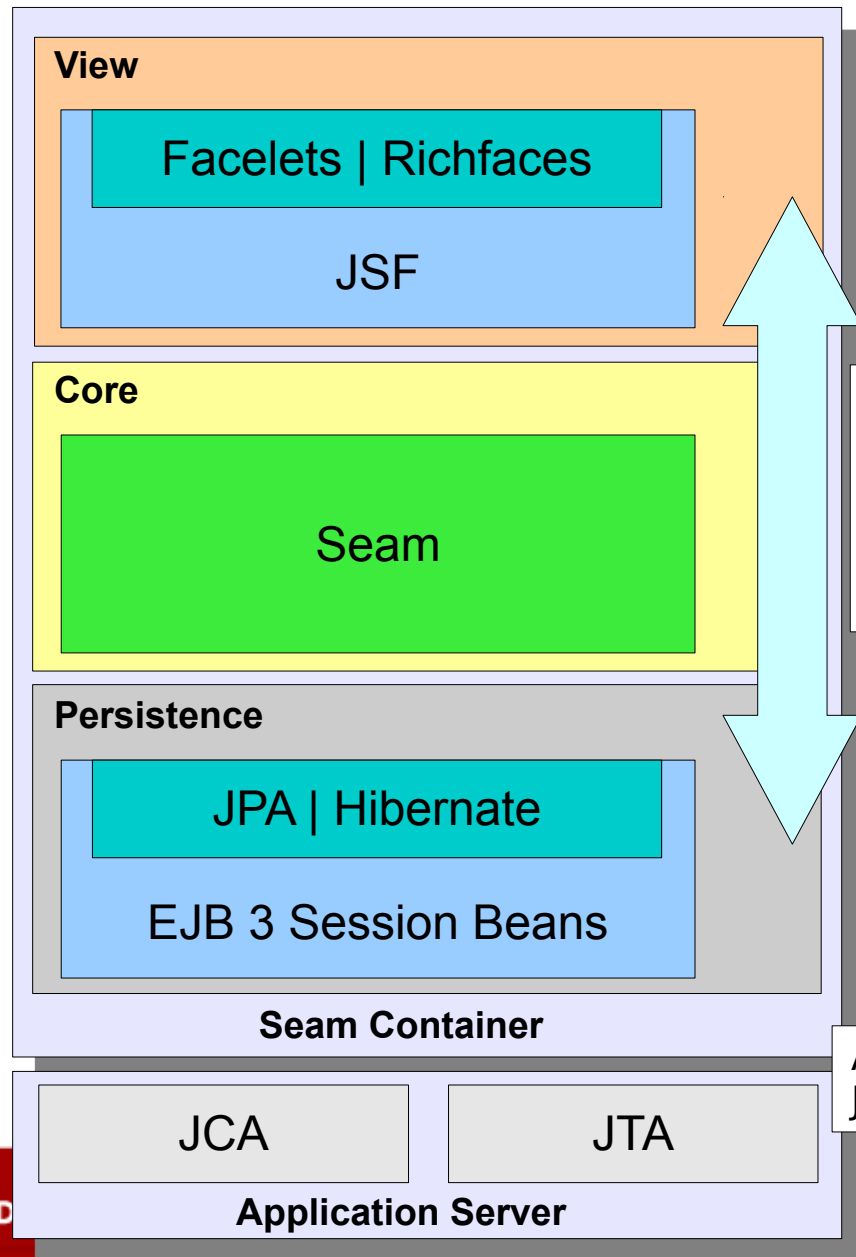 View
Facelets | Richfaces
JSF
Core
Seam
Persistence
JPA | Hibernate
EJB 3 Session Beans
Seam Container
JCA
JTA
Application Server